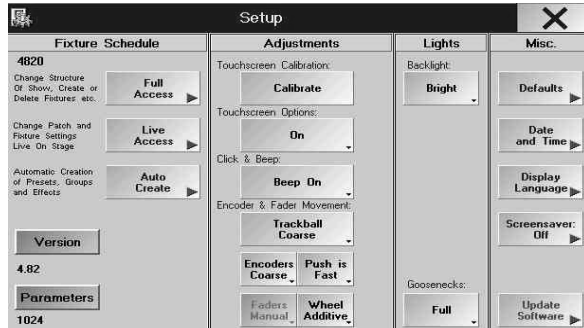 Setup
Fixture Schedule
4820
Change Structure
Of Show, Create or
Delete Fixtures etc.
Full
Access
Change Patch and
Fixture Settings
Live On Stage
Live
Access
Automatic Creation
of Presets, Groups
and Effects
Auto
Create
Version
4.82
Parameters
1024
Adjustments
Touchscreen Calibration:
Calibrate
Touchscreen Options:
On
Click & Beep:
Beep On
Encoder & Fader Movement:
Trackball
Coarse
Encoders
Coarse
Push is
Fast
Faders
Manual
Wheel
Additive
Lights
Backlight:
Bright
Goosenecks:
Full
Misc.
Defaults
Date
and Time
Display
Language
Screensaver:
Off
Update
Software